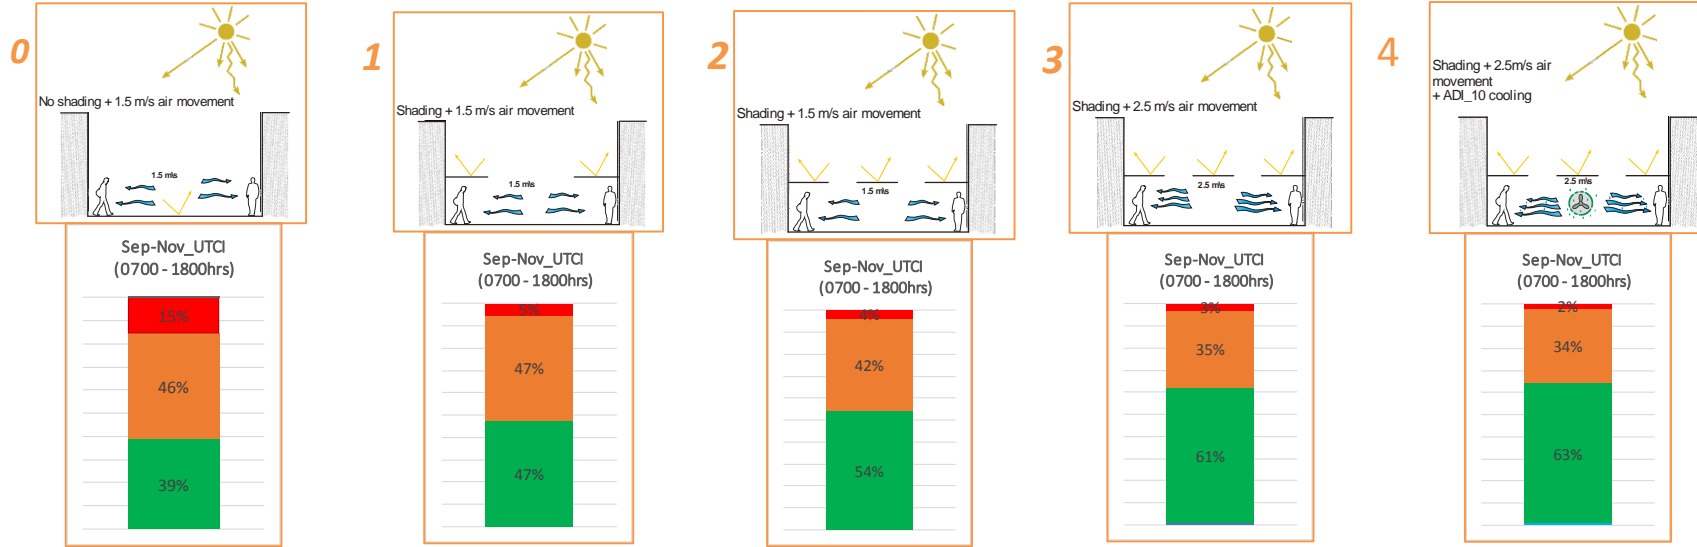 0
No shading + 1.5 m/s air movement
1.5 m/s
Sep-Nov_UTCI
(0700 - 1800hrs)
15%
46%
39%
1
Shading + 1.5 m/s air movement
1.5 m/s
Sep-Nov_UTCI
(0700 - 1800hrs)
5%
47%
47%
2
Shading + 1.5 m/s air movement
1.5 m/s
Sep-Nov_UTCI
(0700 - 1800hrs)
4%
42%
54%
3
Shading + 2.5 m/s air movement
2.5 m/s
Sep-Nov_UTCI
(0700 - 1800hrs)
3%
35%
61%
4
Shading + 2.5m/s air
movement
+ ADI_10 cooling
2.5 m/s
Sep-Nov_UTCI
(0700 - 1800hrs)
2%
34%
63%